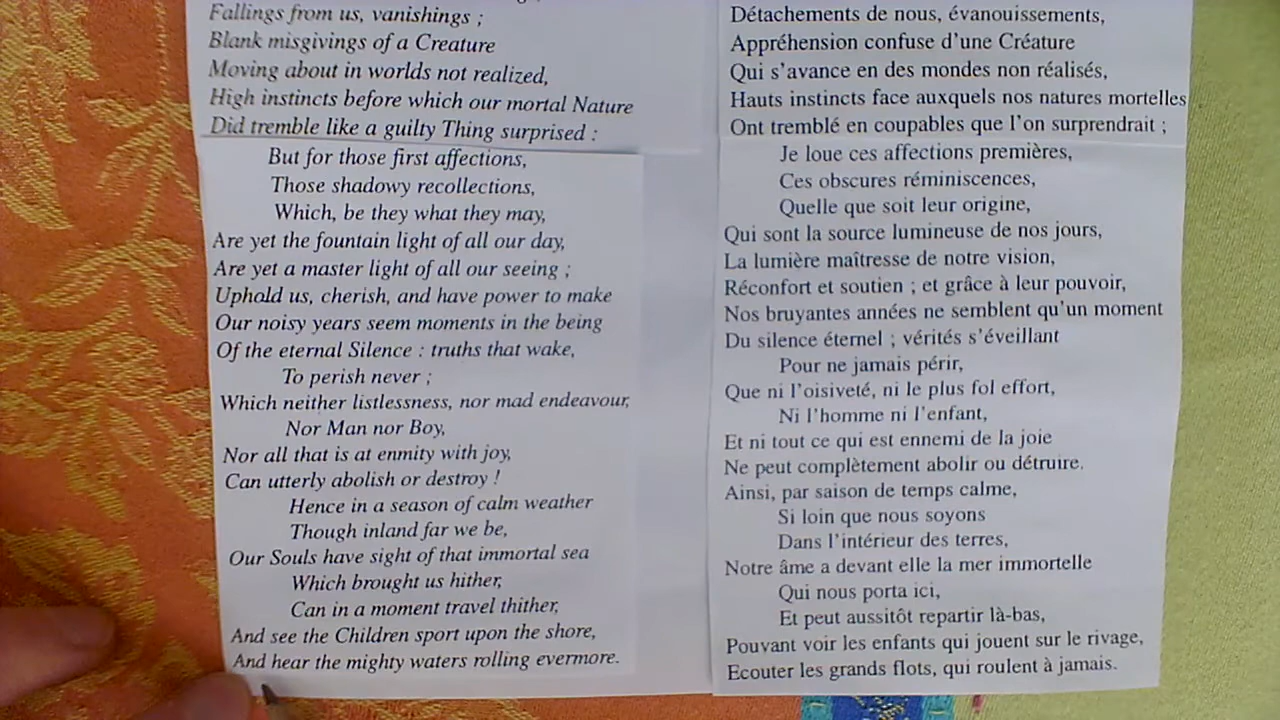 Fallings from us, vanishings ;
Blank misgivings of a Creature
Moving about in worlds not realized,
High instincts before which our mortal Nature
Did tremble like a guilty Thing surprised :
But for those first affections,
Those shadowy recollections,
Which, be they what they may,
Are yet the fountain light of all our day,
Are yet a master light of all our seeing ;
Uphold us, cherish, and have power to make
Our noisy years seem moments in the being
Of the eternal Silence : truths that wake,
To perish never ;
Which neither listlessness, nor mad endeavour,
Nor Man nor Boy,
Nor all that is at enmity with joy,
Can utterly abolish or destroy !
Hence in a season of calm weather
Though inland far we be,
Our Souls have sight of that immortal sea
Which brought us hither,
Can in a moment travel thither,
And see the Children sport upon the shore,
And hear the mighty waters rolling evermore.
Détachements de nous, évanouissements,
Appréhension confuse d'une Créature
Qui s'avance en des mondes non réalisés,
Hauts instincts face auxquels nos natures mortelles
Ont tremblé en coupables que l'on surprendrait ;
Je loue ces affections premières,
Ces obscures réminiscences,
Quelle que soit leur origine,
Qui sont la source lumineuse de nos jours,
La lumière maîtresse de notre vision,
Réconfort et soutien ; et grâce à leur pouvoir,
Nos bruyantes années ne semblent qu'un moment
Du silence éternel ; vérités s'éveillant
Pour ne jamais périr,
Que ni l'oisiveté, ni le plus fol effort,
Ni l'homme ni l'enfant,
Et ni tout ce qui est ennemi de la joie
Ne peut complètement abolir ou détruire.
Ainsi, par saison de temps calme,
Si loin que nous soyons
Dans l'intérieur des terres,
Notre âme a devant elle la mer immortelle
Qui nous porta ici,
Et peut aussitôt repartir là-bas,
Pouvant voir les enfants qui jouent sur le rivage,
Ecouter les grands flots, qui roulent à jamais.